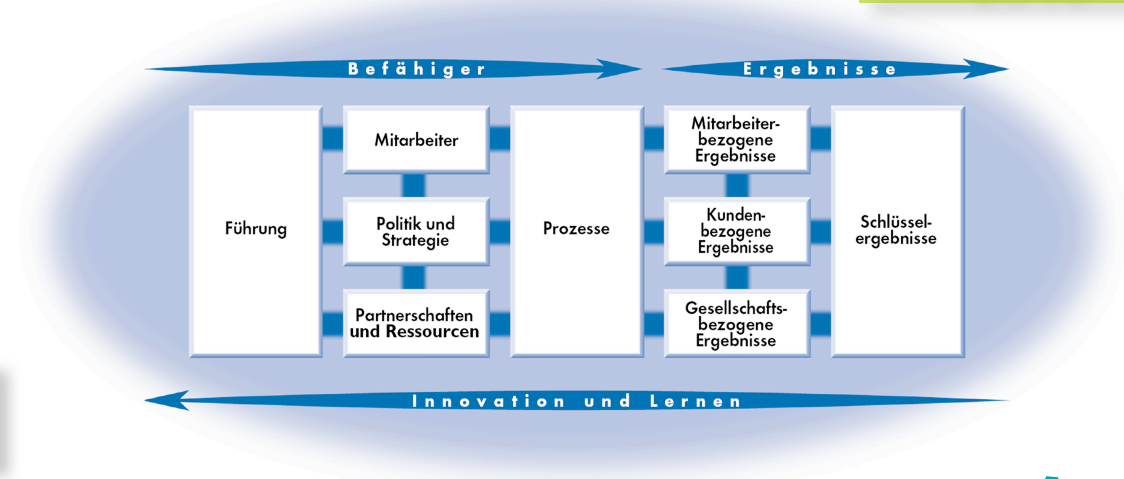 Befähiger
Ergebnisse
Führung
Mitarbeiter
Politik und
Strategie
Partnerschaften
und Ressourcen
Prozesse
Mitarbeiter-
bezogene
Ergebnisse
Kunden-
bezogene
Ergebnisse
Gesellschafts-
bezogene
Ergebnisse
Schlüssel-
ergebnisse
Innovation und Lernen